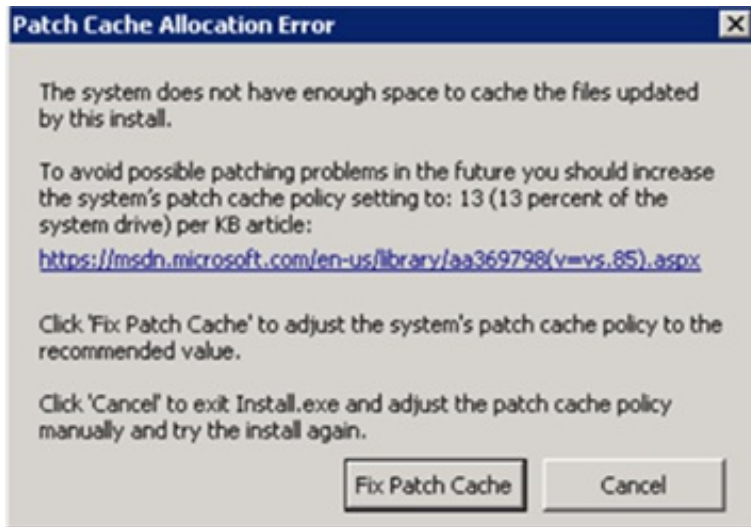 Patch Cache Allocation Error
The system does not have enough space to cache the files updated
by this install.
To avoid possible patching problems in the future you should increase
the system's patch cache policy setting to: 13 (13 percent of the
system drive) per KB article:
https://msdn.microsoft.com/en-us/library/aa369798(v=vs.85).aspx
Click 'Fix Patch Cache' to adjust the system's patch cache policy to the
recommended value.
Click 'Cancel' to exit Install.exe and adjust the patch cache policy
manually and try the install again.
Fix Patch Cache Cancel